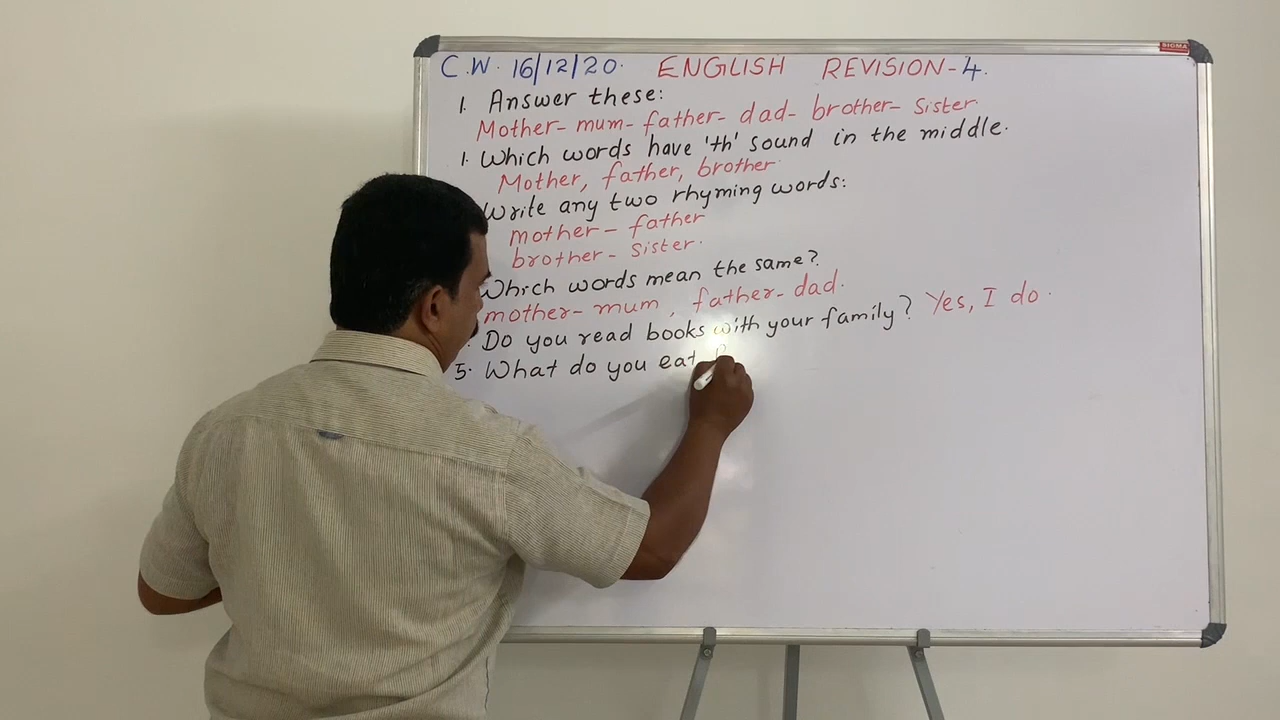 SIGMA
C.W. 16/12/20. ENGLISH REVISION-4.
1. Answer these:
Mother- mum- father- dad- brother- Sister.
1. Which words have 'th' sound in the middle.
Mother, father, brother.
Write any two rhyming words:
mother - father
brother - Sister.
Which words mean the same?
mother- mum, father- dad.
Do you read books with your family? Yes, I do.
5. What do you eat